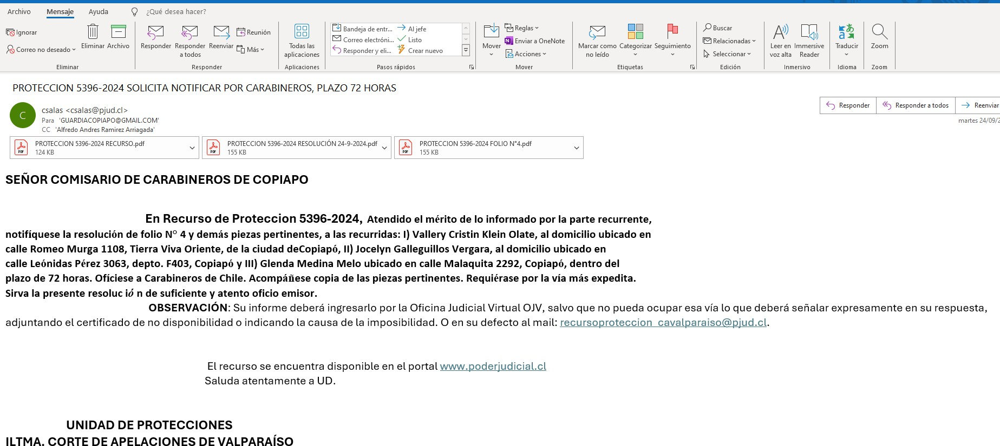 Archivo Mensaje Ayuda ¿Qué desea hacer?
Ignorar
Correo no deseado
Eliminar Archivo
Eliminar
Responder Responder a todos Reenviar
Reunión
Más
Responder
Todas las aplicaciones
Aplicaciones
Bandeja de entr... Al jefe
Correo electróni... Listo
Responder y eli... Crear nuevo
Pasos rápidos
Mover
Reglas
Enviar a OneNote
Acciones
Mover
Marcar como no leído Categorizar Seguimiento
Etiquetas
Buscar
Relacionadas
Seleccionar
Edición
Leer en voz alta Immersive Reader
Inmersivo
Traducir
Idioma
Zoom
Zoom
PROTECCION 5396-2024 SOLICITA NOTIFICAR POR CARABINEROS, PLAZO 72 HORAS
C
csalas <csalas@pjud.cl>
Para 'GUARDIACOPIAPO@GMAIL.COM'
CC 'Alfredo Andres Ramirez Arriagada'
Responder Responder a todos Reenviar
martes 24/09/2
PROTECCION 5396-2024 RECURSO.pdf
124 KB
PROTECCION 5396-2024 RESOLUCIÓN 24-9-2024.pdf
155 KB
PROTECCION 5396-2024 FOLIO N°4.pdf
155 KB
SEÑOR COMISARIO DE CARABINEROS DE COPIAPO
En Recurso de Proteccion 5396-2024, Atendido el mérito de lo informado por la parte recurrente,
notifíquese la resolución de folio N° 4 y demás piezas pertinentes, a las recurridas: I) Vallery Cristin Klein Olate, al domicilio ubicado en
calle Romeo Murga 1108, Tierra Viva Oriente, de la ciudad deCopiapó, II) Jocelyn Galleguillos Vergara, al domicilio ubicado en
calle Leónidas Pérez 3063, depto. F403, Copiapó y III) Glenda Medina Melo ubicado en calle Malaquita 2292, Copiapó, dentro del
plazo de 72 horas. Ofíciese a Carabineros de Chile. Acompáñese copia de las piezas pertinentes. Requiérase por la vía más expedita.
Sirva la presente resoluc ió n de suficiente y atento oficio emisor.
OBSERVACIÓN: Su informe deberá ingresarlo por la Oficina Judicial Virtual OJV, salvo que no pueda ocupar esa vía lo que deberá señalar expresamente en su respuesta,
adjuntando el certificado de no disponibilidad o indicando la causa de la imposibilidad. O en su defecto al mail: recursoproteccion_cavalparaiso@pjud.cl.
El recurso se encuentra disponible en el portal www.poderjudicial.cl
Saluda atentamente a UD.
UNIDAD DE PROTECCIONES
ILTMA. CORTE DE APELACIONES DE VALPARAÍSO